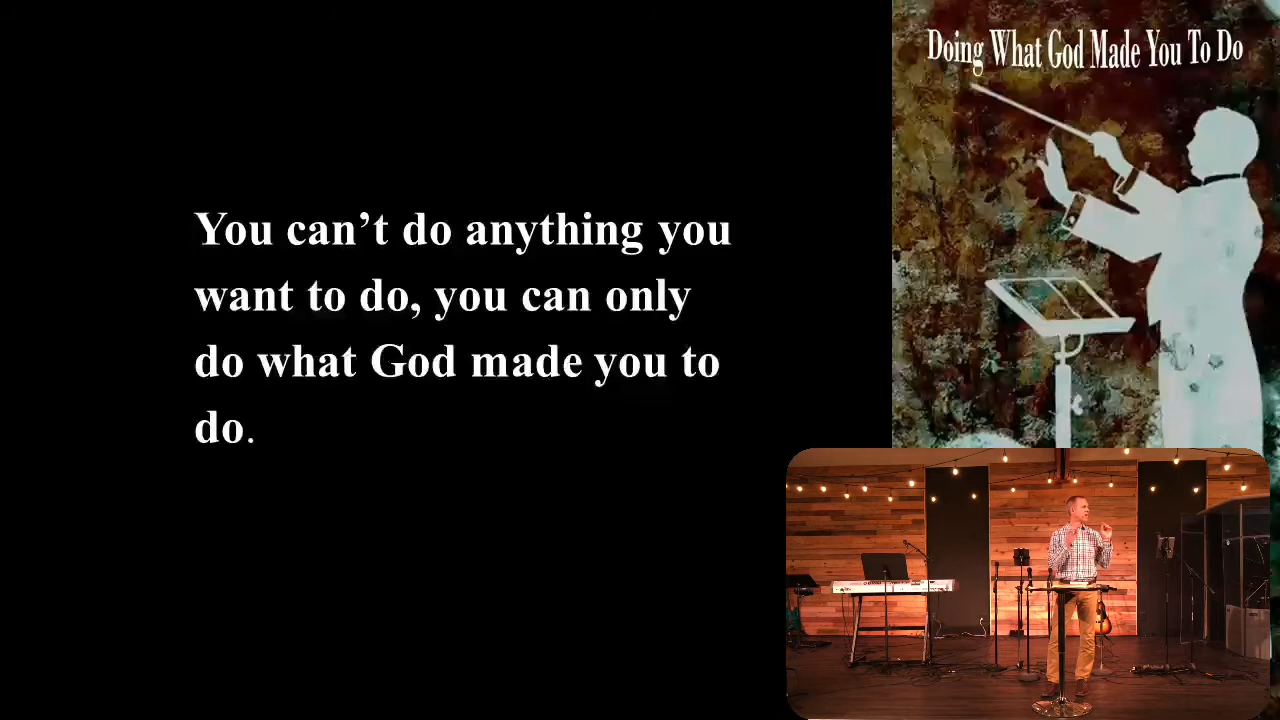 Doing What God Made You To Do
You can’t do anything you
want to do, you can only
do what God made you to
do.